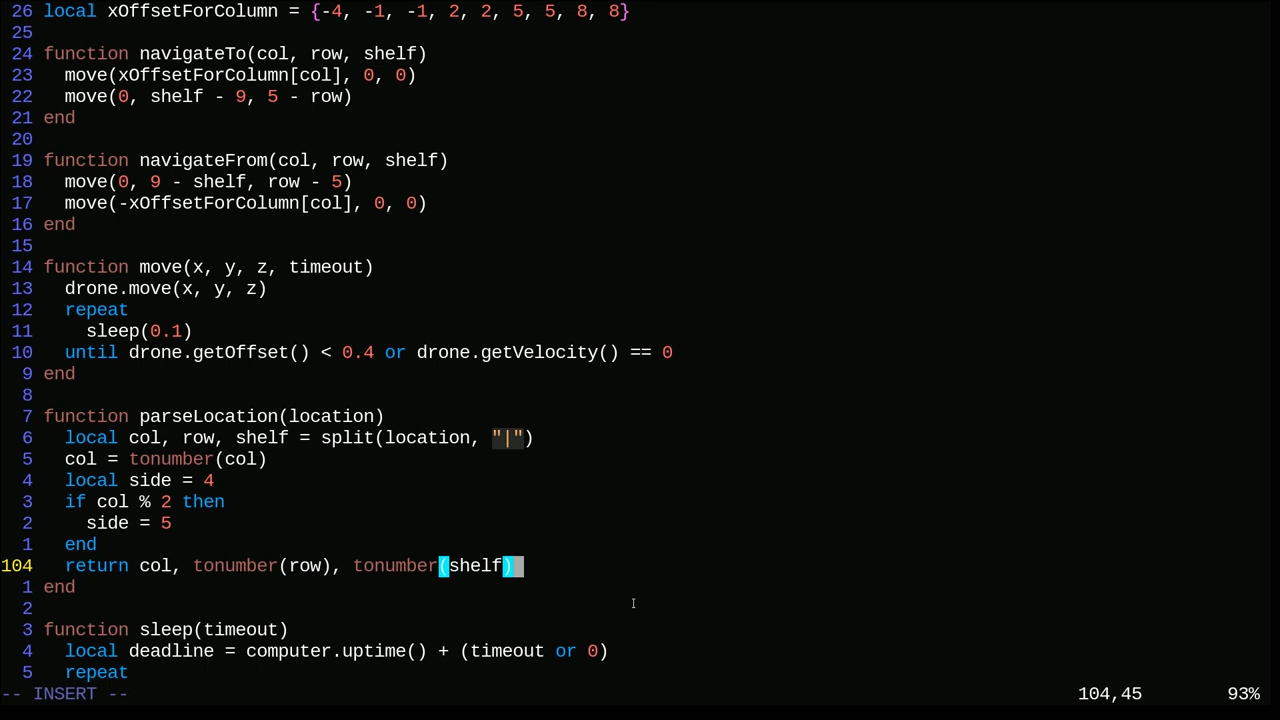 26 local xOffsetForColumn = {-4, -1, -1, 2, 2, 5, 5, 8, 8}
25
24 function navigateTo(col, row, shelf)
23   move(xOffsetForColumn[col], 0, 0)
22   move(0, shelf - 9, 5 - row)
21 end
20
19 function navigateFrom(col, row, shelf)
18   move(0, 9 - shelf, row - 5)
17   move(-xOffsetForColumn[col], 0, 0)
16 end
15
14 function move(x, y, z, timeout)
13   drone.move(x, y, z)
12   repeat
11     sleep(0.1)
10   until drone.getOffset() < 0.4 or drone.getVelocity() == 0
9 end
8
7 function parseLocation(location)
6   local col, row, shelf = split(location, "|")
5   col = tonumber(col)
4   local side = 4
3   if col % 2 then
2     side = 5
1   end
104   return col, tonumber(row), tonumber(shelf)
1 end
2
3 function sleep(timeout)
4   local deadline = computer.uptime() + (timeout or 0)
5   repeat
-- INSERT -- 104,45 93%